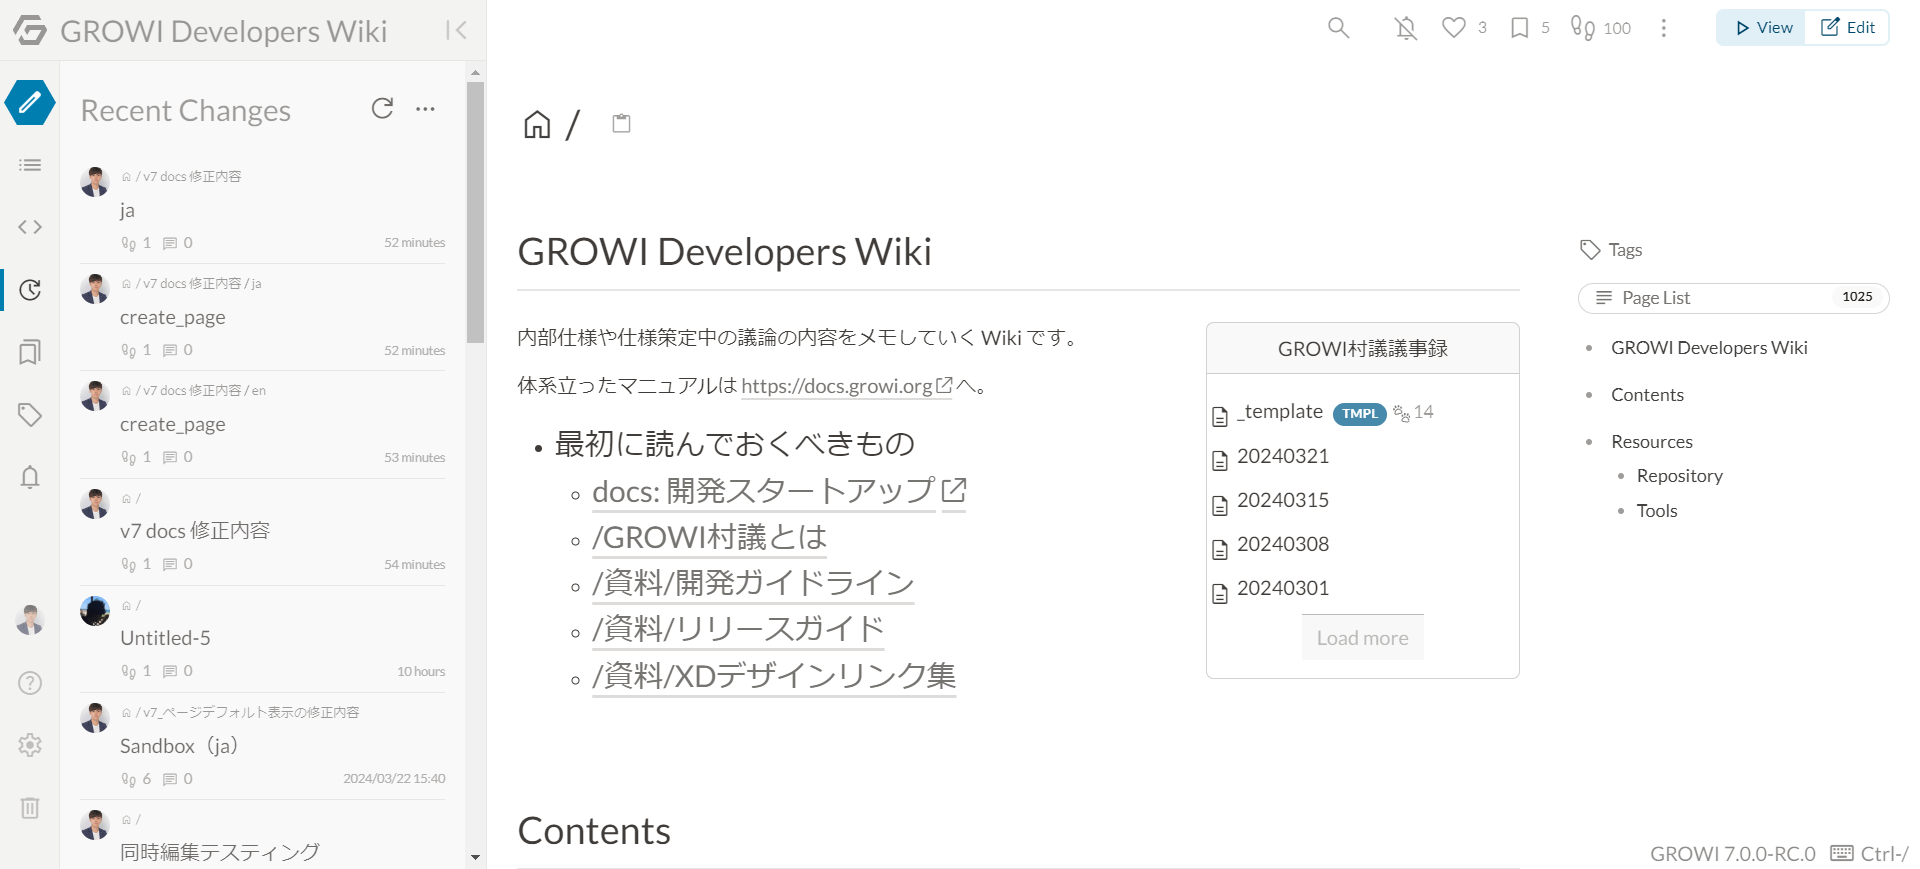 GROWI Developers Wiki
3
5
100
View
Edit
Recent Changes
/ v7 docs 修正内容
ja
1 0 52 minutes
/ v7 docs 修正内容 / ja
create_page
1 0 52 minutes
/ v7 docs 修正内容 / en
create_page
1 0 53 minutes
/
v7 docs 修正内容
1 0 54 minutes
/
Untitled-5
1 0 10 hours
/ v7_ページデフォルト表示の修正内容
Sandbox（ja）
6 0 2024/03/22 15:40
/
同時編集テスティング
/
GROWI Developers Wiki
内部仕様や仕様策定中の議論の内容をメモしていく Wiki です。
体系立ったマニュアルは https://docs.growi.org へ。
最初に読んでおくべきもの
docs: 開発スタートアップ
/GROWI村議とは
/資料/開発ガイドライン
/資料/リリースガイド
/資料/XDデザインリンク集
GROWI村議議事録
_template TMPL 14
20240321
20240315
20240308
20240301
Load more
Contents
Tags
Page List 1025
GROWI Developers Wiki
Contents
Resources
Repository
Tools
GROWI 7.0.0-RC.0 Ctrl-/